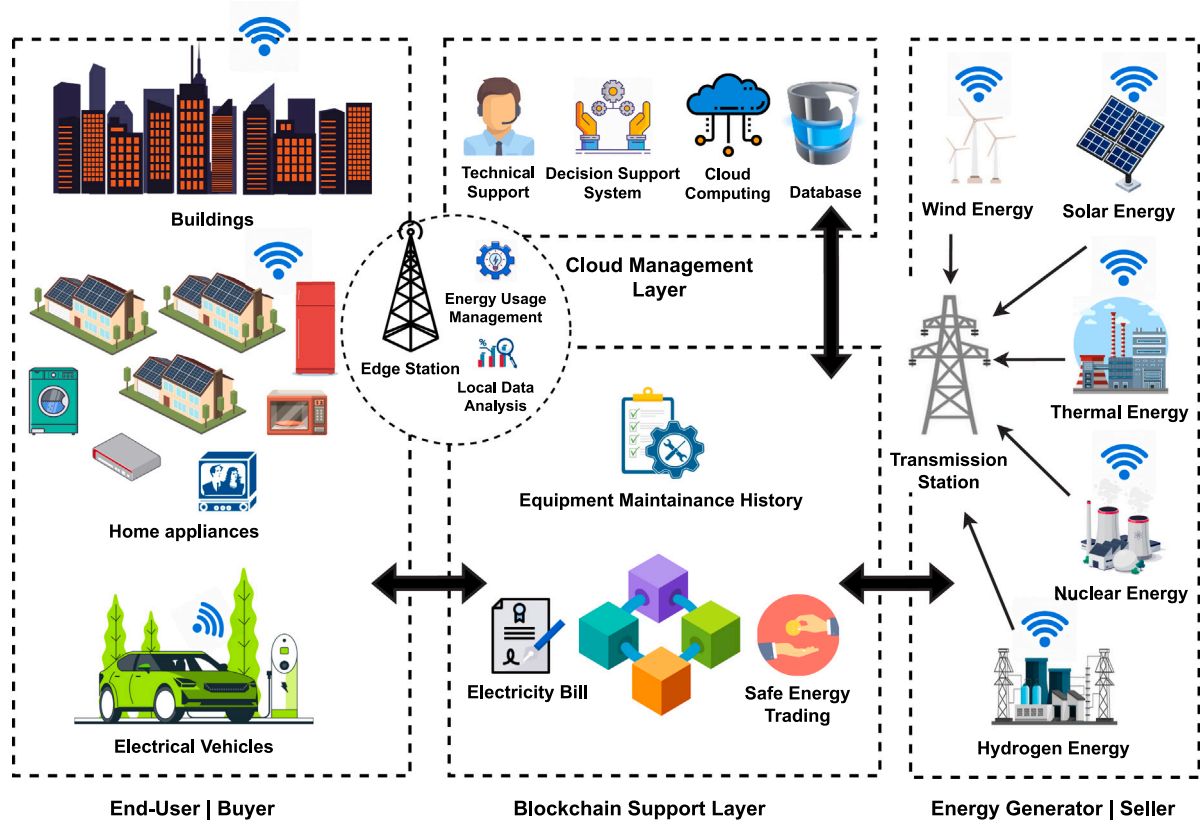 Buildings
Home appliances
Electrical Vehicles
End-User | Buyer
Edge Station
Energy Usage
Management
%
Local Data
Analysis
Technical
Support
Decision Support
System
Cloud
Computing
Database
Cloud Management
Layer
Equipment Maintainance History
Electricity Bill
Safe Energy
Trading
Blockchain Support Layer
Wind Energy
Solar Energy
Thermal Energy
Transmission
Station
Nuclear Energy
Hydrogen Energy
Energy Generator | Seller